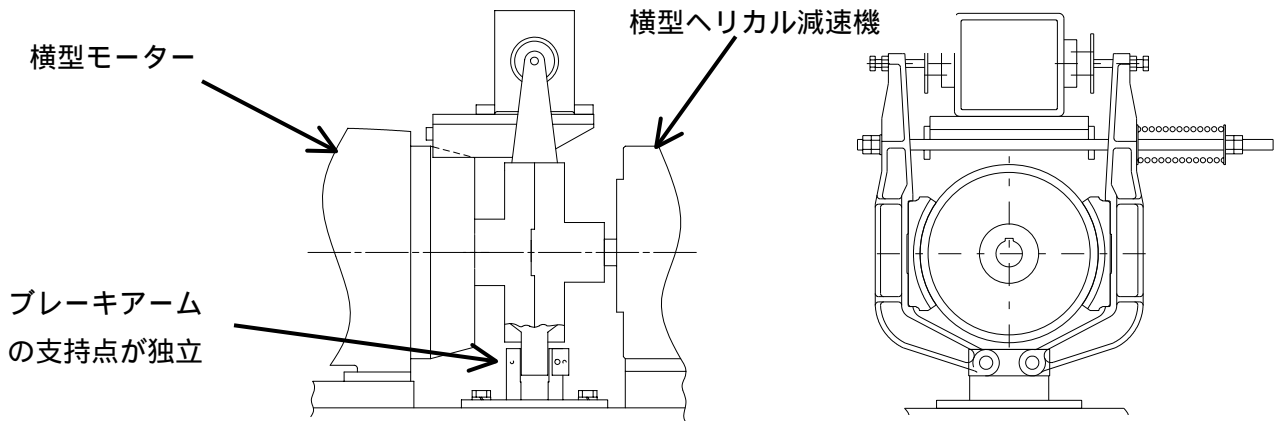 横型モーター
横型ヘリカル減速機
ブレーキアーム
の支持点が独立